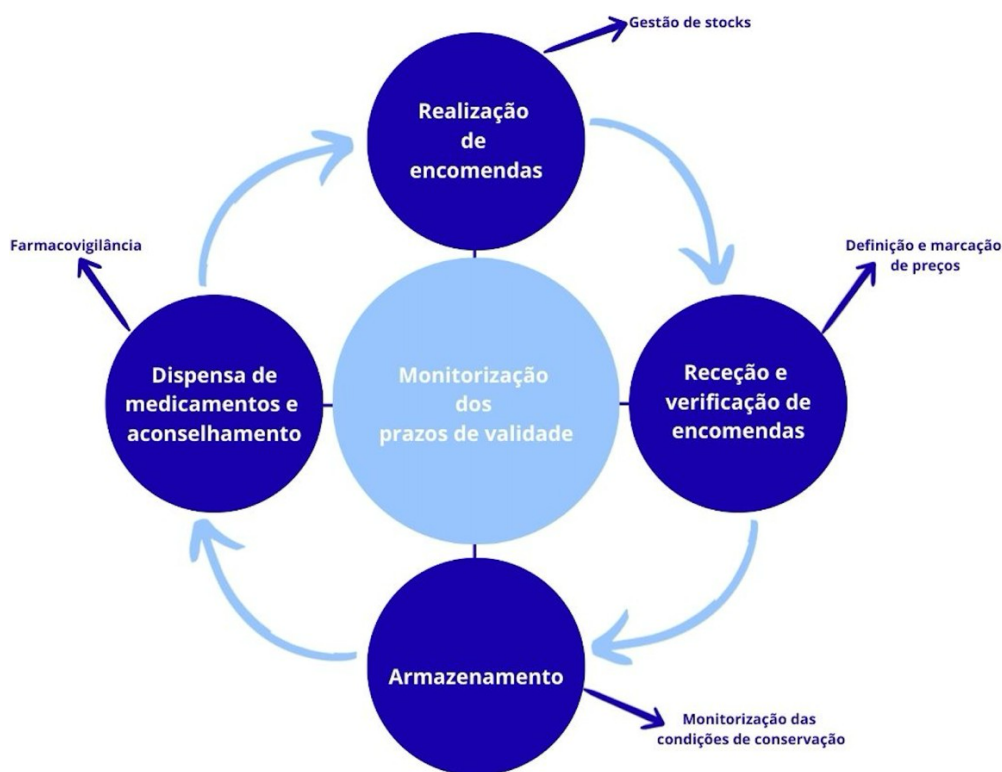 Gestão de stocks
Realização
de
encomendas
Farmacovigilância
Definição e marcação
de preços
Dispensa de
medicamentos e
aconselhamento
Monitorização
dos
prazos de validade
Receção e
verificação de
encomendas
Armazenamento
Monitorização das
condições de conservação